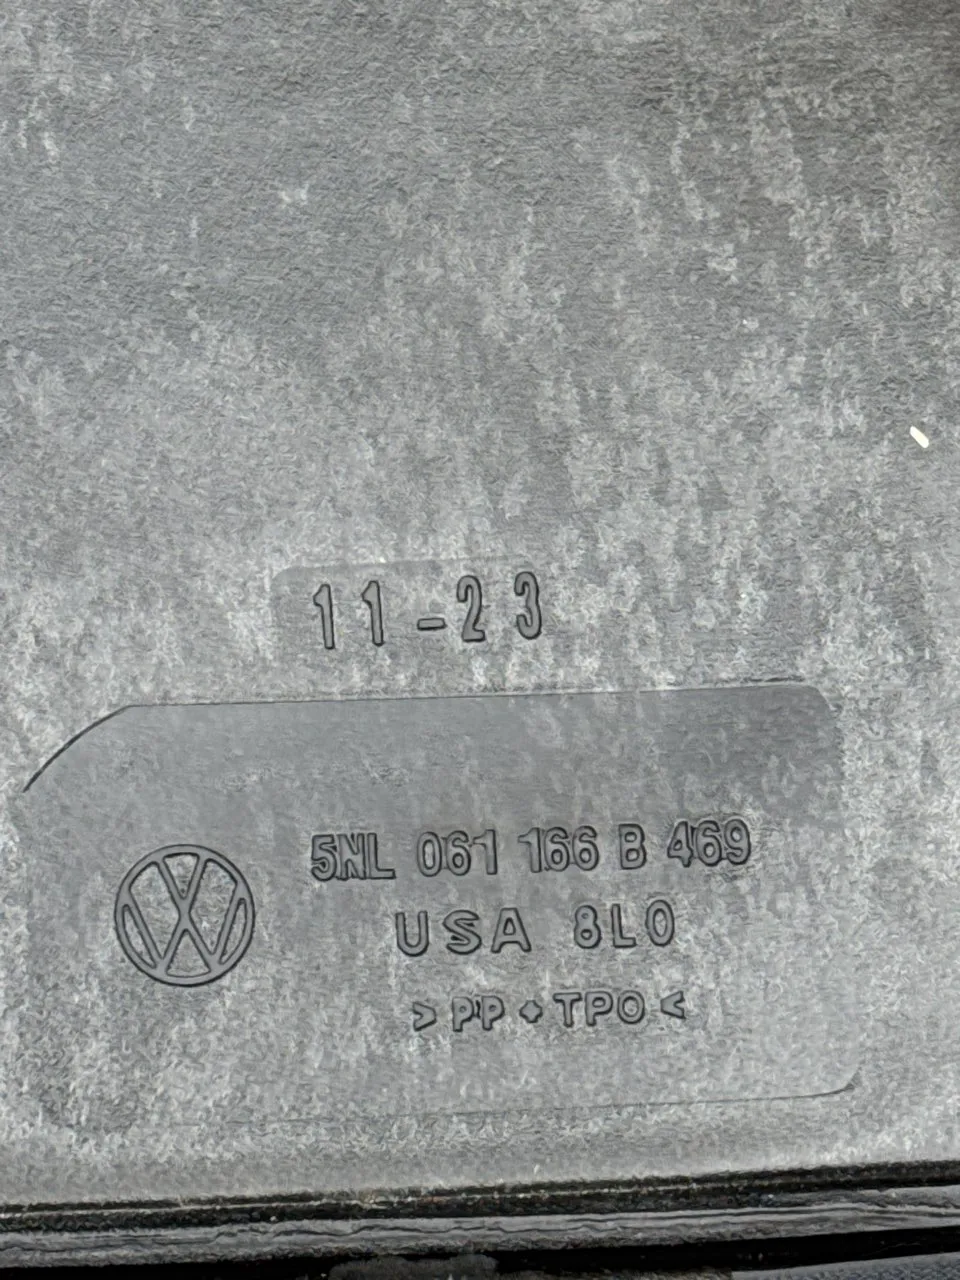 11-23
5NL 061 166 B 469
USA 8L0
>PP+TPO<